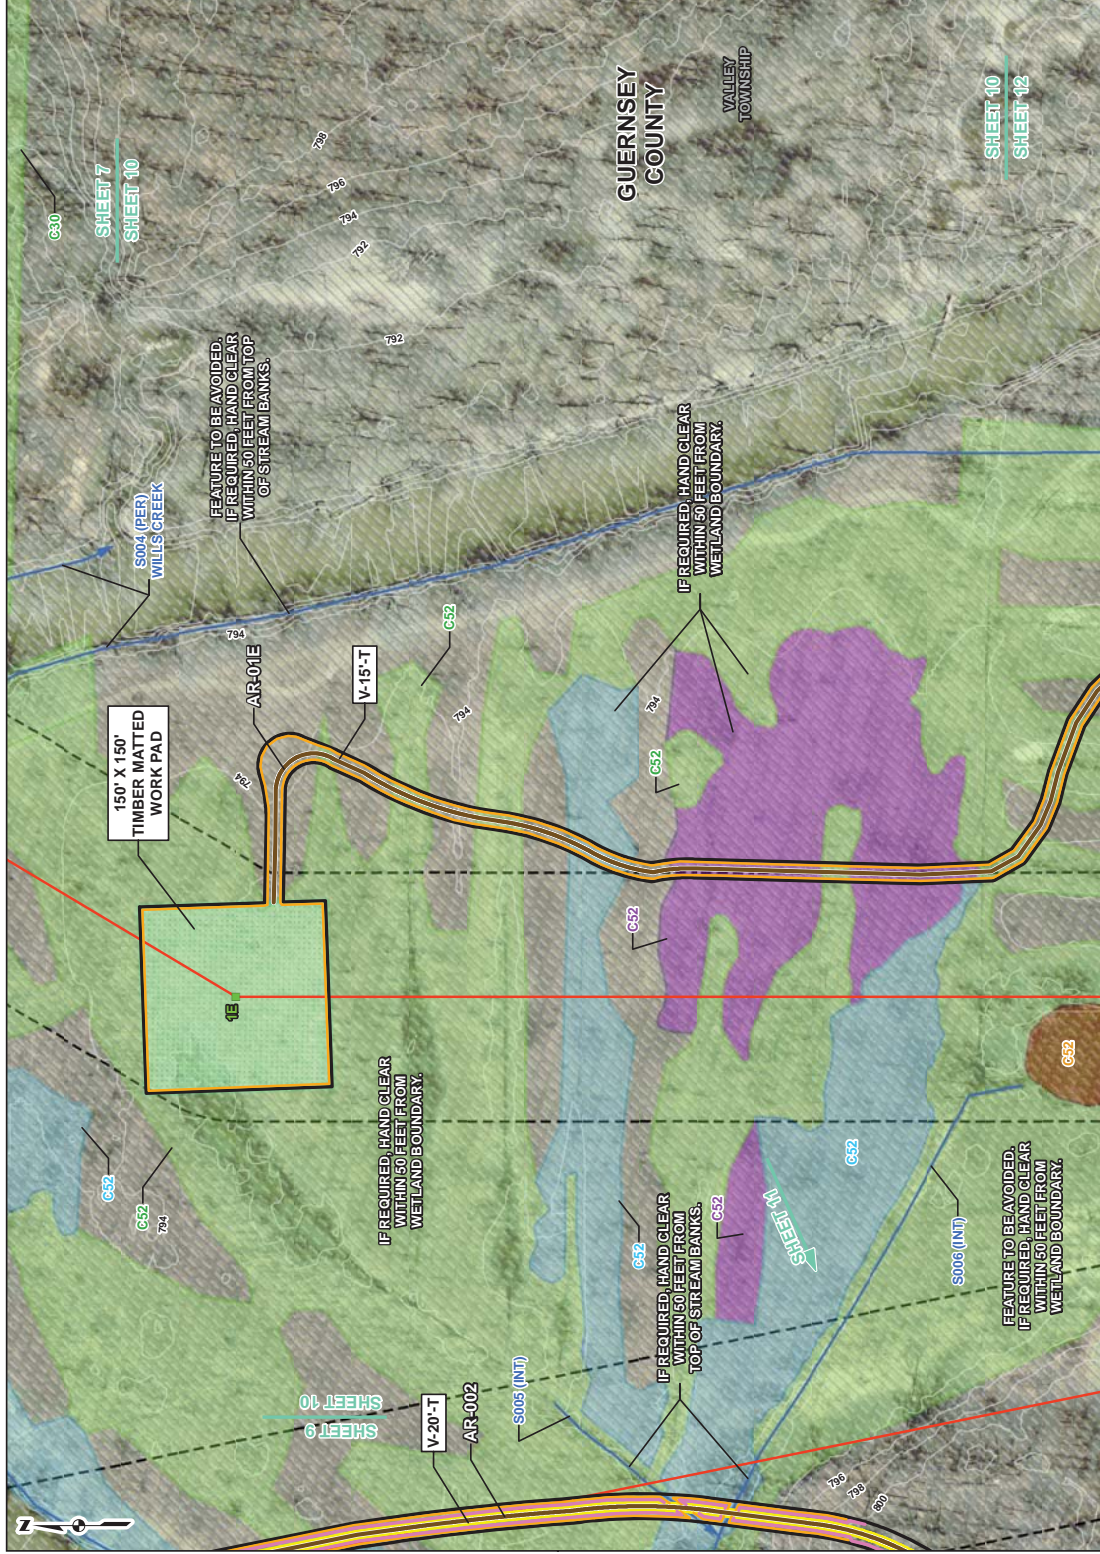 C30
SHEET 7
SHEET 10
798
796
794
792
792
GUERNSEY
COUNTY
VALLEY
TOWNSHIP
SHEET 10
SHEET 12
S004 (PER)
WILLS CREEK
FEATURE TO BE AVOIDED.
IF REQUIRED, HAND CLEAR
WITHIN 50 FEET FROM TOP
OF STREAM BANKS.
IF REQUIRED, HAND CLEAR
WITHIN 50 FEET FROM
WETLAND BOUNDARY.
150' X 150'
TIMBER MATTED
WORK PAD
AR-01E
794
V-15'-T
C52
794
794
794
C52
1E
C52
C52
C52
C52
794
IF REQUIRED, HAND CLEAR
WITHIN 50 FEET FROM
WETLAND BOUNDARY.
C52
IF REQUIRED, HAND CLEAR
WITHIN 50 FEET FROM
TOP OF STREAM BANKS.
C52
SHEET 11
C52
S006 (INT)
FEATURE TO BE AVOIDED.
IF REQUIRED, HAND CLEAR
WITHIN 50 FEET FROM
WETLAND BOUNDARY.
SHEET 10
SHEET 9
V-20'-T
AR-002
S005 (INT)
796
798
800
N